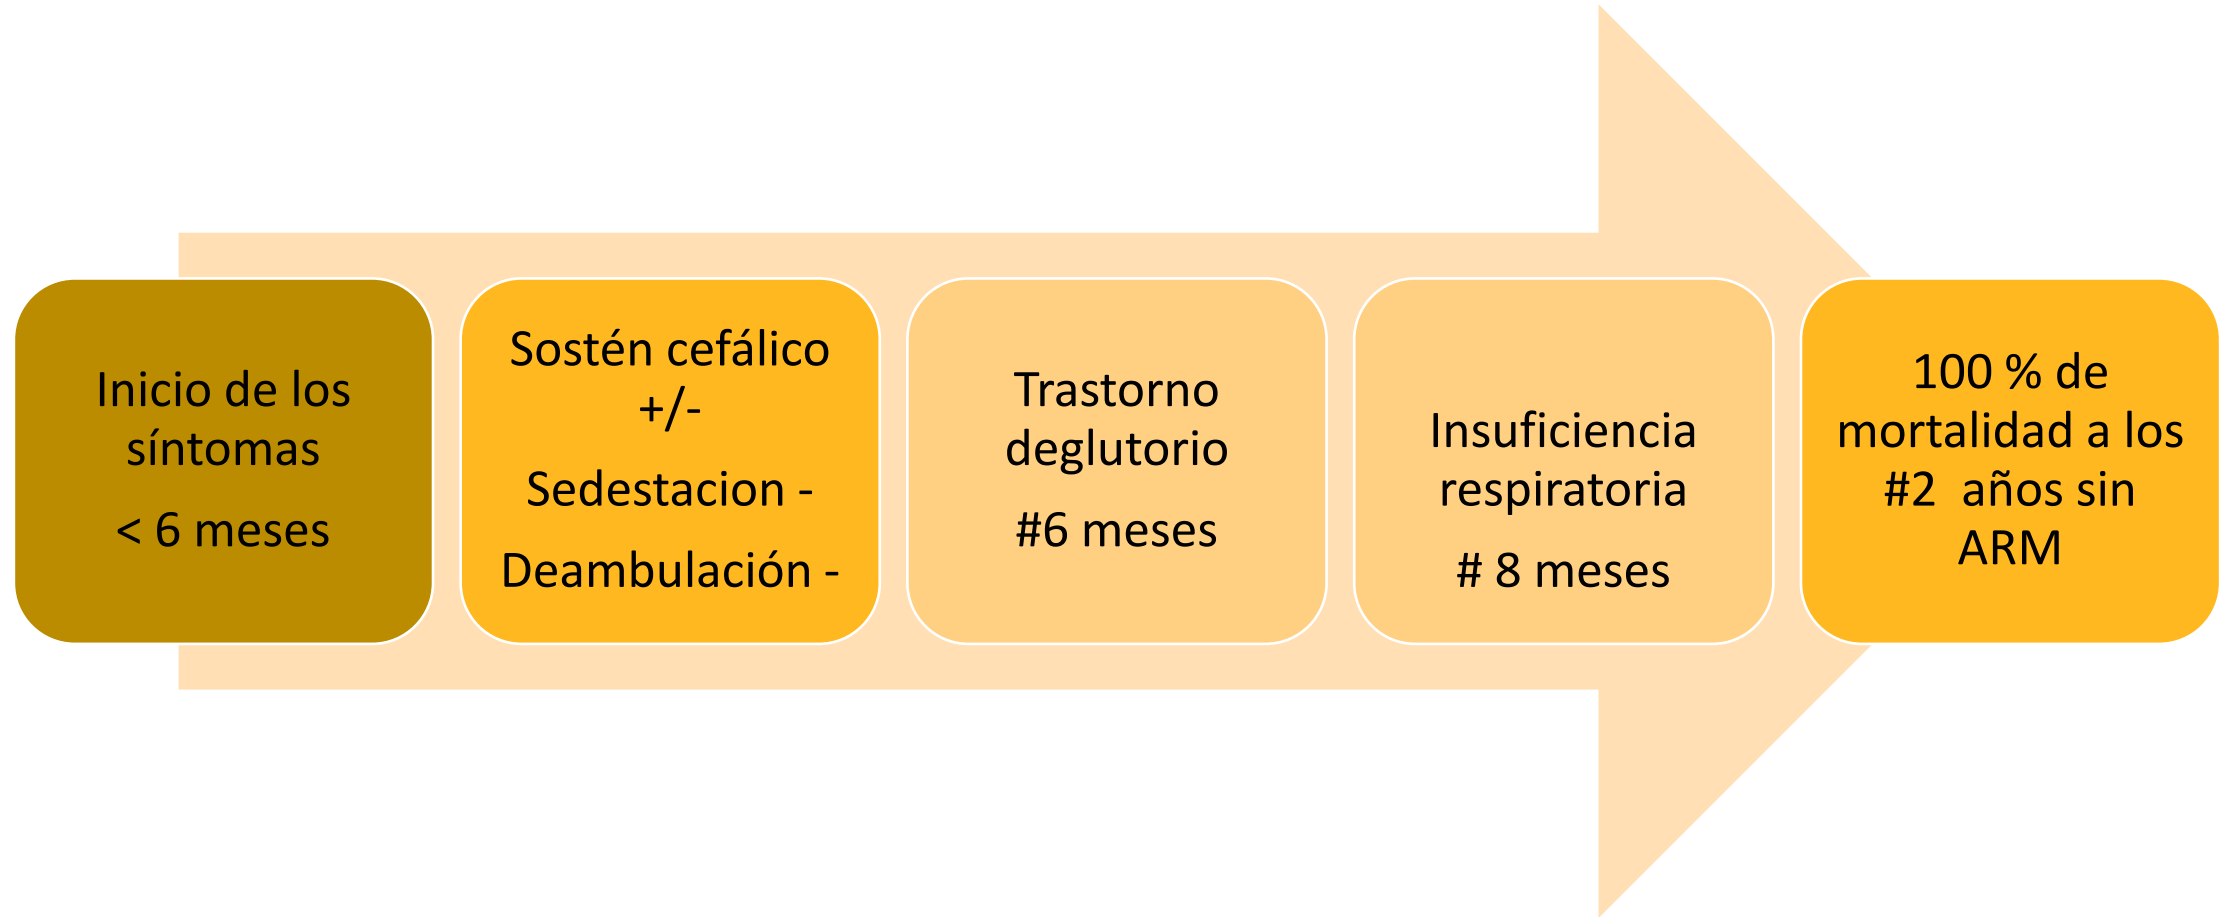 Inicio de los
síntomas
< 6 meses
Sostén cefálico
+/-
Sedestacion -
Deambulación -
Trastorno
deglutorio
#6 meses
Insuficiencia
respiratoria
# 8 meses
100 % de
mortalidad a los
#2  años sin
ARM